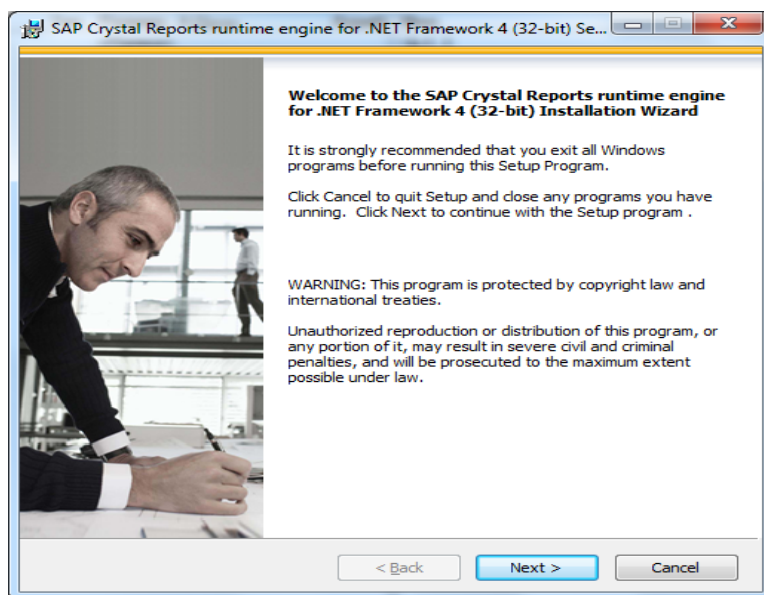 SAP Crystal Reports runtime engine for .NET Framework 4 (32-bit) Se...
Welcome to the SAP Crystal Reports runtime engine
for .NET Framework 4 (32-bit) Installation Wizard
It is strongly recommended that you exit all Windows
programs before running this Setup Program.
Click Cancel to quit Setup and close any programs you have
running.  Click Next to continue with the Setup program .
WARNING: This program is protected by copyright law and
international treaties.
Unauthorized reproduction or distribution of this program, or
any portion of it, may result in severe civil and criminal
penalties, and will be prosecuted to the maximum extent
possible under law.
< Back Next > Cancel